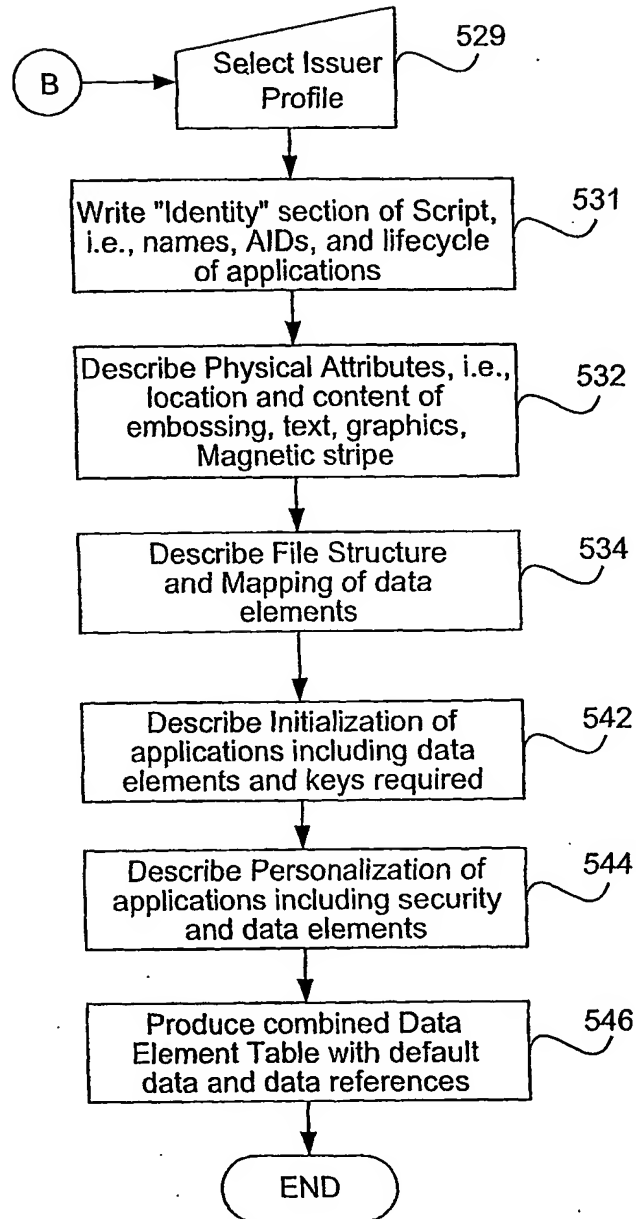 529
Select Issuer
B
Profile
Write "Identity" section of Script,
i.e., names, AIDs, and lifecycle
of applications
531
Describe Physical Attributes, i.e.,
location and content of
embossing, text, graphics,
Magnetic stripe
532
Describe File Structure
and Mapping of data
elements
534
Describe Initialization of
applications including data
elements and keys required
542
Describe Personalization of
applications including security
and data elements
544
Produce combined Data
Element Table with default
data and data references
546
END